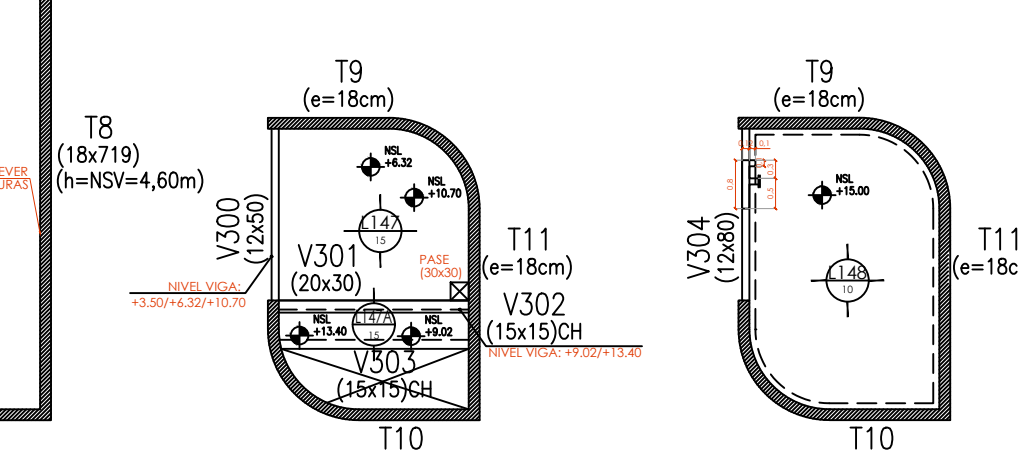 T8
(18x719)
(h=NSV=4,60m)
EVER
URAS
T9
(e=18cm)
NSL
+6.32
NSL
+10.70
L147
15
V300
(12x50)
V301
(20x30)
PASE
(30x30)
T11
(e=18cm)
NIVEL VIGA:
+3.50/+6.32/+10.70
V302
(15x15)CH
NIVEL VIGA: +9.02/+13.40
NSL
+13.40
L147A
15
NSL
+9.02
V303
(15x15)CH
T10
T9
(e=18cm)
0.1
0.3
0.8
0.5
NSL
+15.00
V304
(12x80)
L148
10
T11
(e=18c
T10